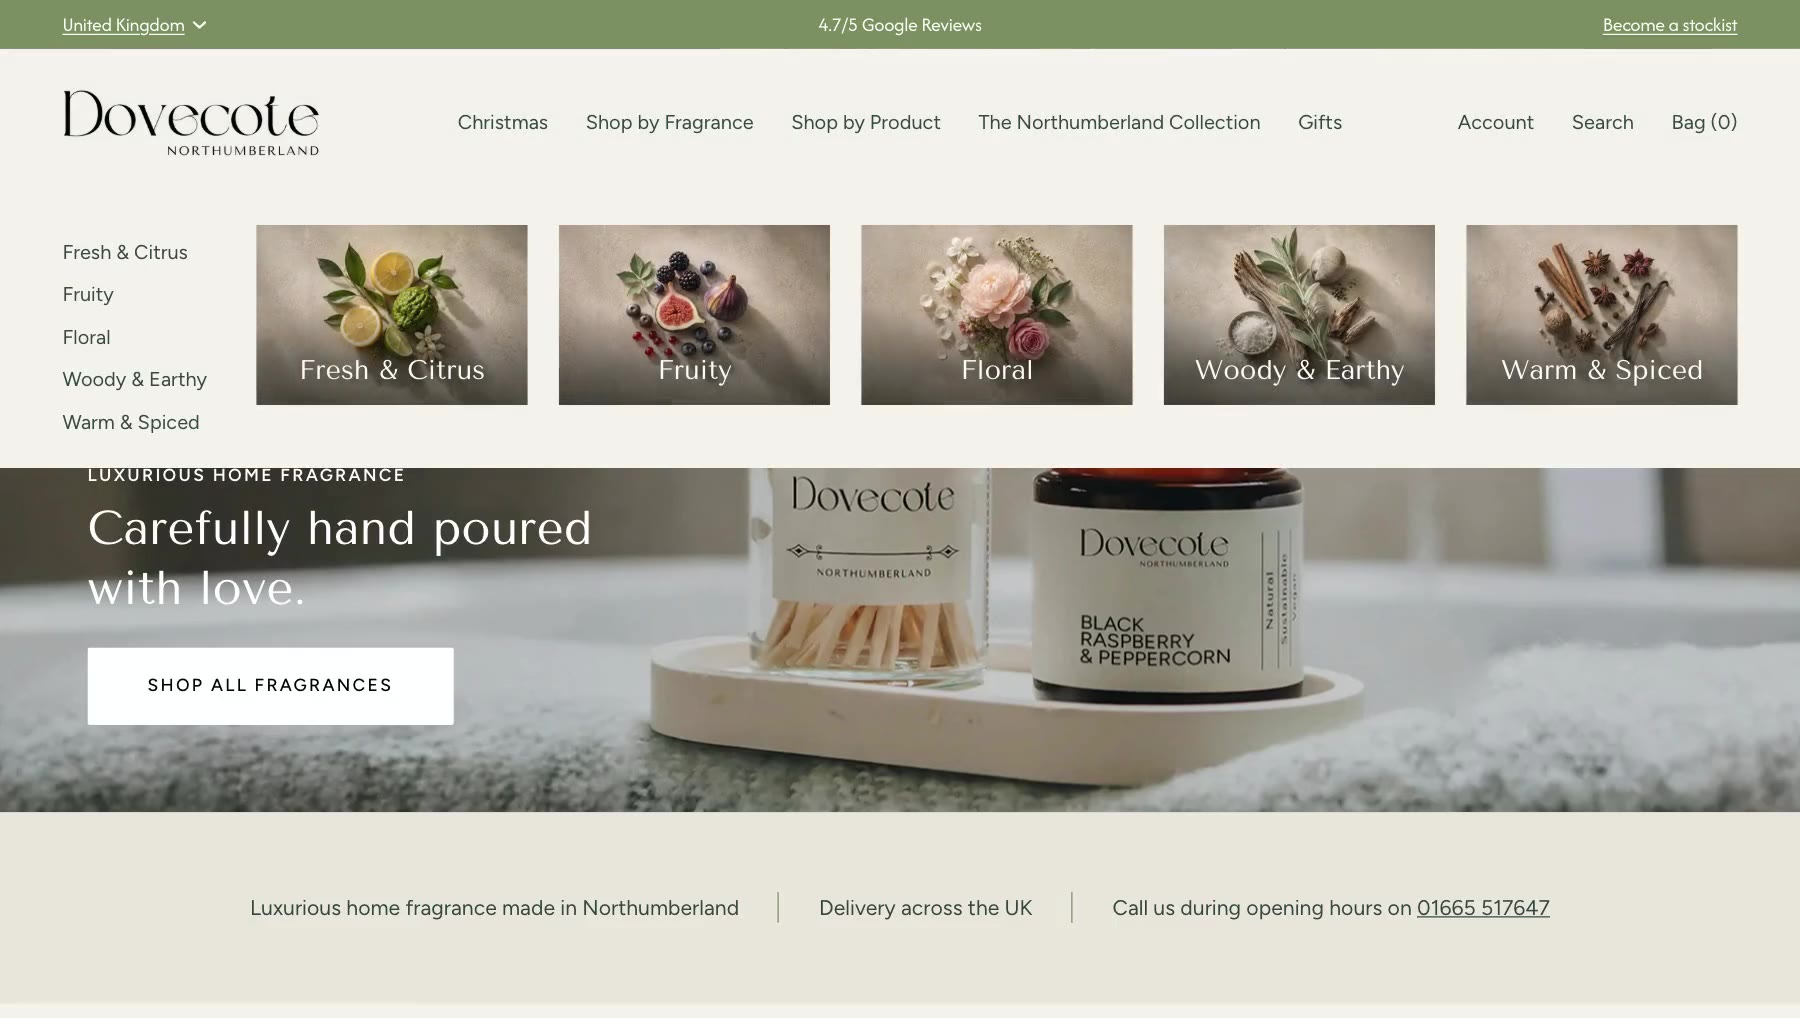 United Kingdom
4.7/5 Google Reviews
Become a stockist
Dovecote
NORTHUMBERLAND
Christmas
Shop by Fragrance
Shop by Product
The Northumberland Collection
Gifts
Account
Search
Bag (0)
Fresh & Citrus
Fruity
Floral
Woody & Earthy
Warm & Spiced
Fresh & Citrus
Fruity
Floral
Woody & Earthy
Warm & Spiced
LUXURIOUS HOME FRAGRANCE
Carefully hand poured
with love.
SHOP ALL FRAGRANCES
Dovecote
NORTHUMBERLAND
Dovecote
NORTHUMBERLAND
BLACK
RASPBERRY
& PEPPERCORN
Natural
Sustainable
Vegan
Luxurious home fragrance made in Northumberland
Delivery across the UK
Call us during opening hours on 01665 517647